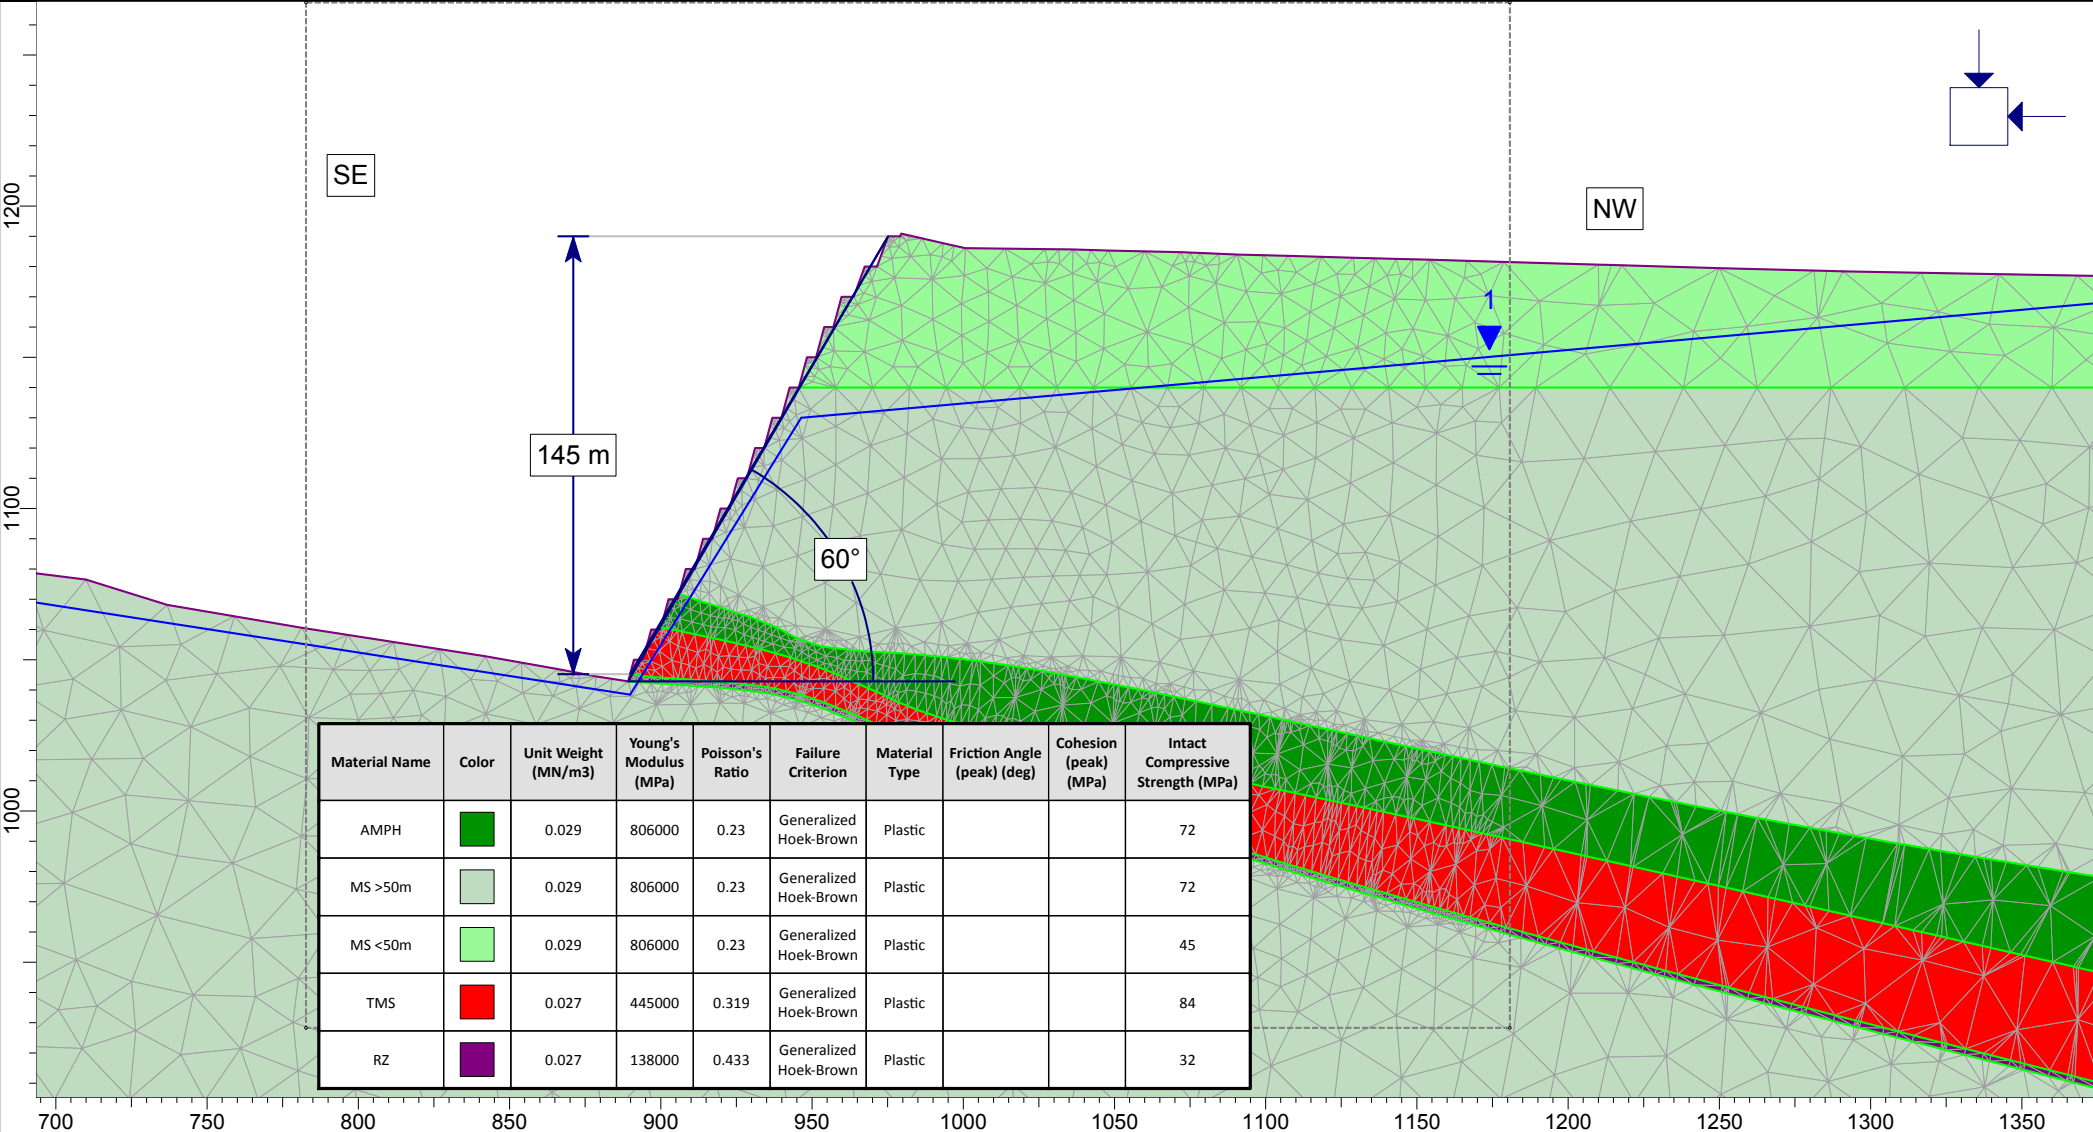 SE
NW
1200
1
145 m
1100
60°
1000
Material Name Color Unit Weight (MN/m3) Young's Modulus (MPa) Poisson's Ratio Failure Criterion Material Type Friction Angle (peak) (deg) Cohesion (peak) (MPa) Intact Compressive Strength (MPa)
AMPH 0.029 806000 0.23 Generalized Hoek-Brown Plastic 72
MS >50m 0.029 806000 0.23 Generalized Hoek-Brown Plastic 72
MS <50m 0.029 806000 0.23 Generalized Hoek-Brown Plastic 45
TMS 0.027 445000 0.319 Generalized Hoek-Brown Plastic 84
RZ 0.027 138000 0.433 Generalized Hoek-Brown Plastic 32
700 750 800 850 900 950 1000 1050 1100 1150 1200 1250 1300 1350